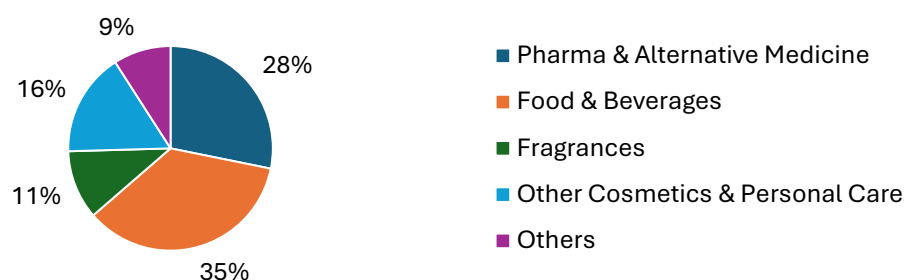 9%
28%
16%
11%
35%
Pharma & Alternative Medicine
Food & Beverages
Fragrances
Other Cosmetics & Personal Care
Others